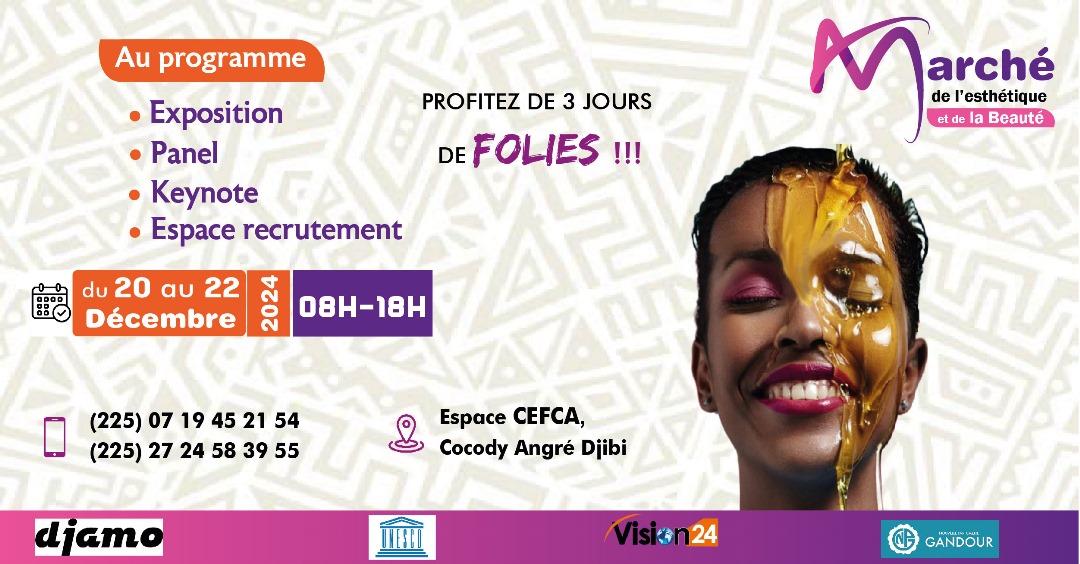 Au programme
• Exposition
• Panel
• Keynote
• Espace recrutement
PROFITEZ DE 3 JOURS
DE FOLIES !!!
Marché
de l'esthétique
et de la Beauté
du 20 au 22
Décembre
2024
08H-18H
(225) 07 19 45 21 54
(225) 27 24 58 39 55
Espace CEFCA,
Cocody Angré Djibi
djamo
UNESCO
Vision24
GANDOUR